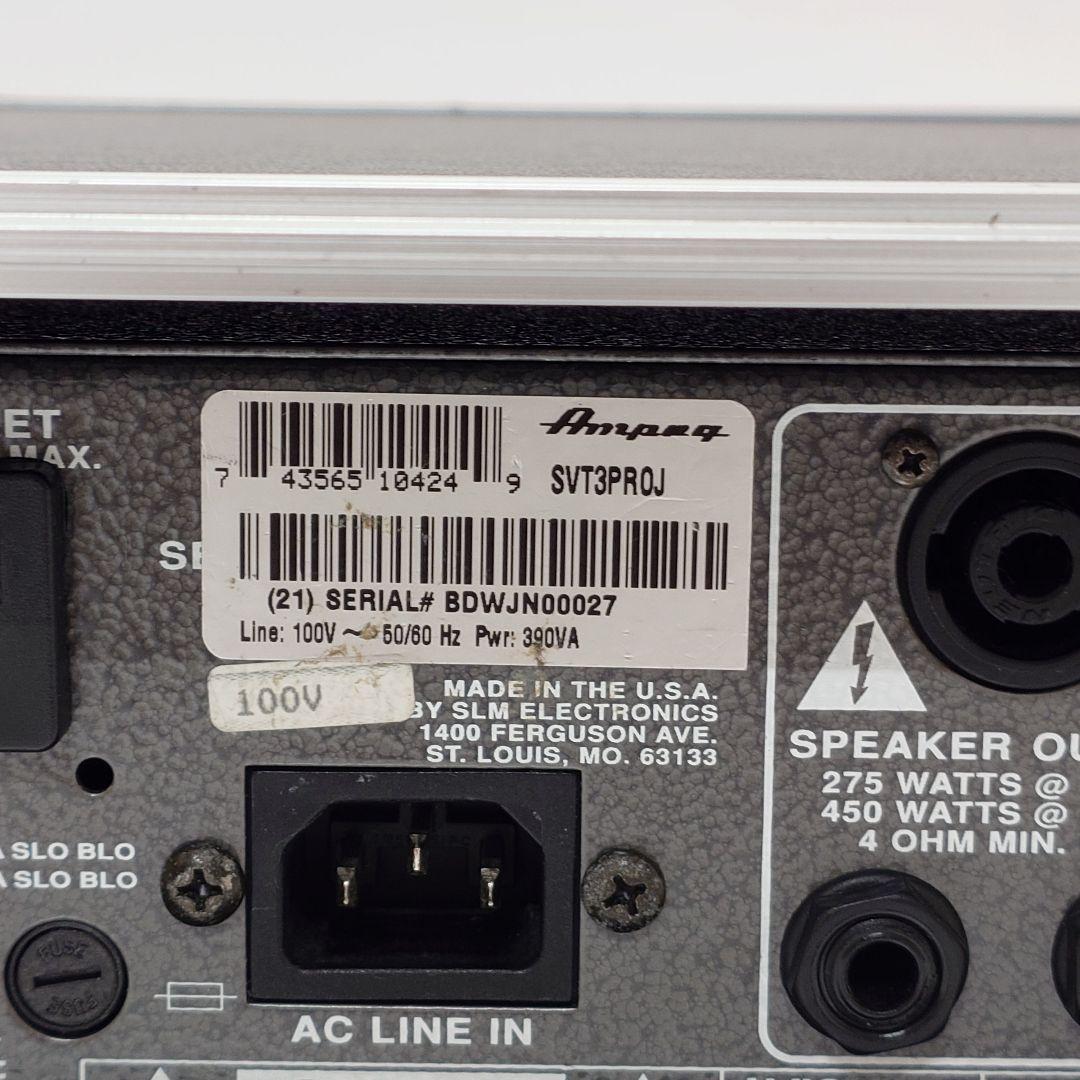 ET
MAX.
Ampeg
SVT3PROJ
7 43565 10424 9
SE
(21) SERIAL# BDWJN00027
Line: 100V ~ 50/60 Hz Pwr: 390VA
100V
MADE IN THE U.S.A.
BY SLM ELECTRONICS
1400 FERGUSON AVE.
ST. LOUIS, MO. 63133
SPEAKER OU
275 WATTS @
450 WATTS @
4 OHM MIN.
A SLO BLO
A SLO BLO
FUSE
FUSE
AC LINE IN